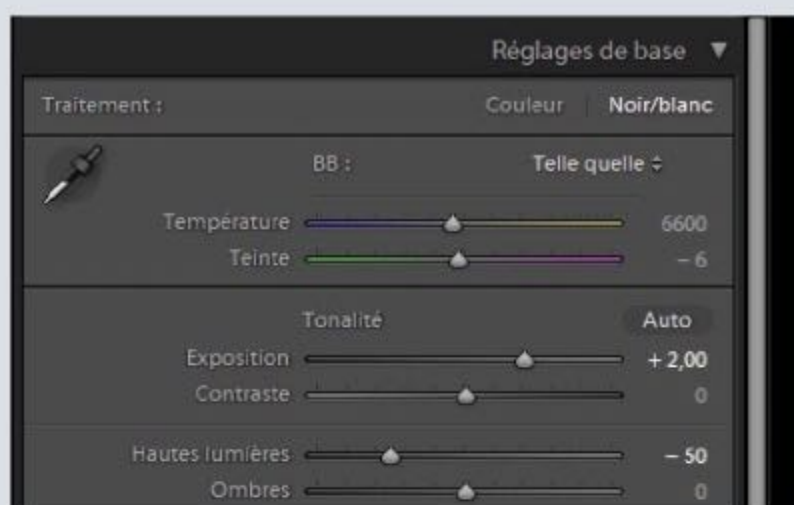 Réglages de base ▼
Traitement : Couleur Noir/blanc
BB : Telle quelle
Température 6600
Teinte – 6
Tonalité Auto
Exposition + 2,00
Contraste 0
Hautes lumières – 50
Ombres 0